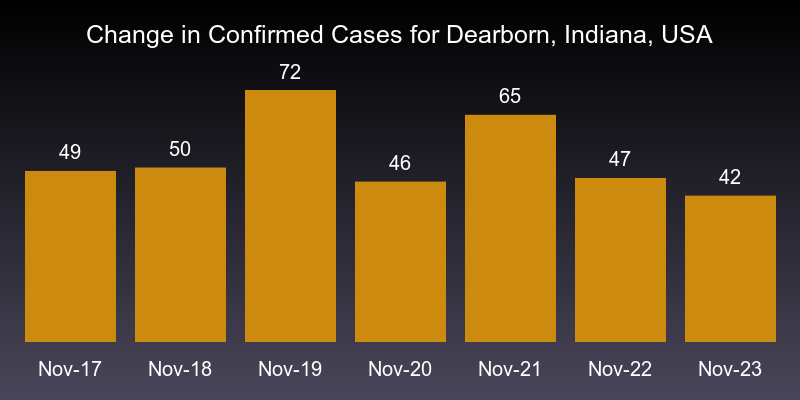 Change in Confirmed Cases for Dearborn, Indiana, USA
49 50 72 46 65 47 42
Nov-17 Nov-18 Nov-19 Nov-20 Nov-21 Nov-22 Nov-23